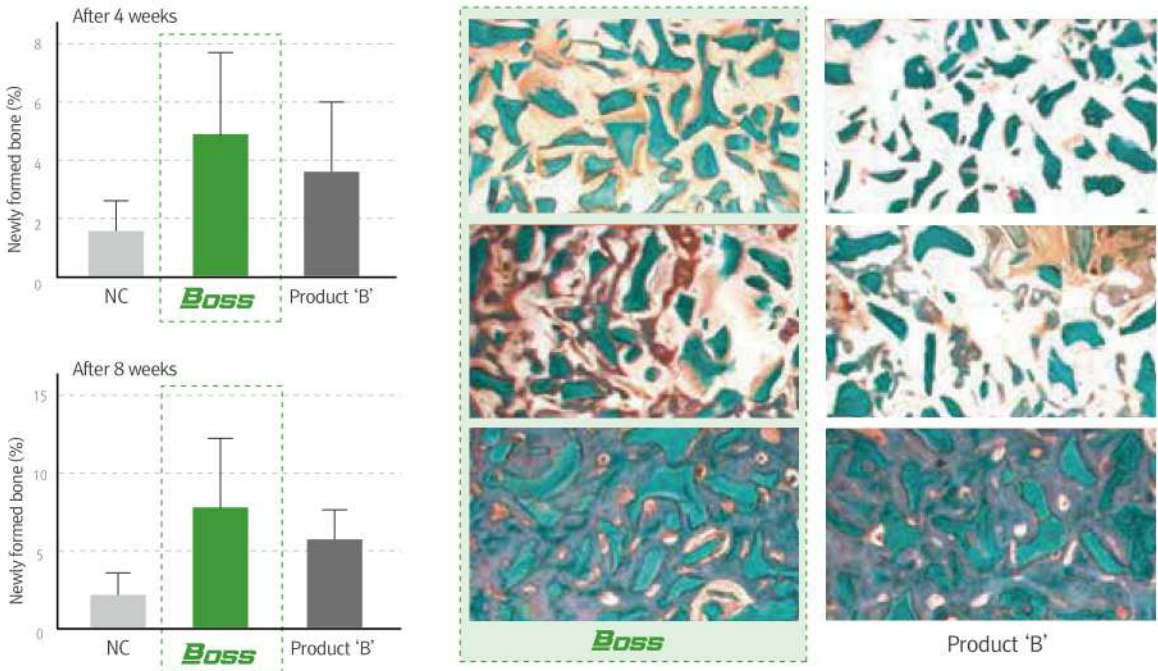 After 4 weeks
Newly formed bone (%)
8
6
4
2
0
NC
Boss
Product ‘B’
After 8 weeks
Newly formed bone (%)
15
10
5
0
NC
Boss
Product ‘B’
Boss
Product ‘B’